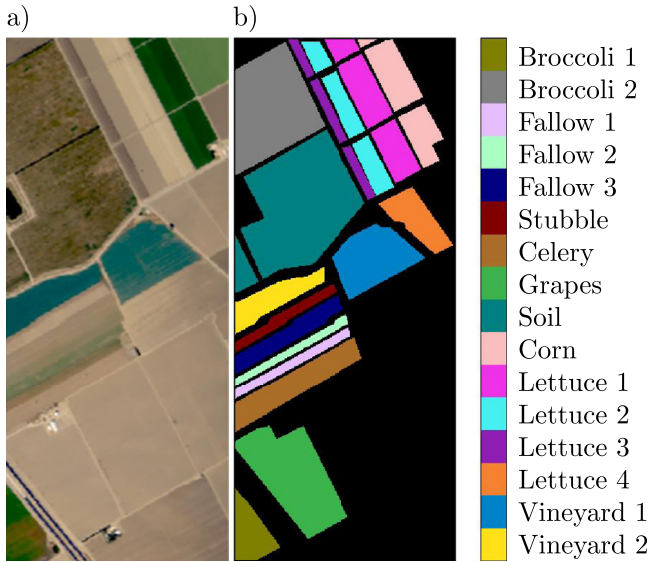 a)
b)
Broccoli 1
Broccoli 2
Fallow 1
Fallow 2
Fallow 3
Stubble
Celery
Grapes
Soil
Corn
Lettuce 1
Lettuce 2
Lettuce 3
Lettuce 4
Vineyard 1
Vineyard 2